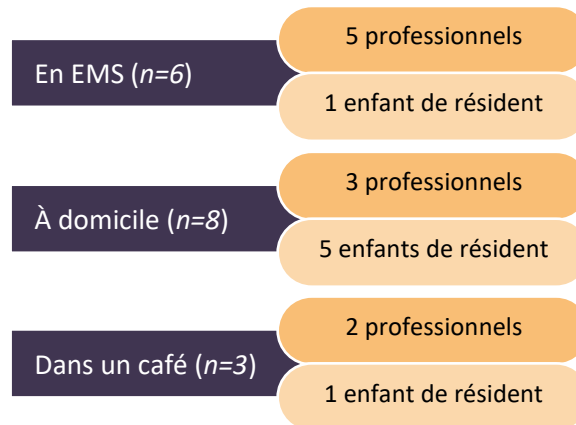 En EMS (n=6)
5 professionnels
1 enfant de résident
À domicile (n=8)
3 professionnels
5 enfants de résident
Dans un café (n=3)
2 professionnels
1 enfant de résident